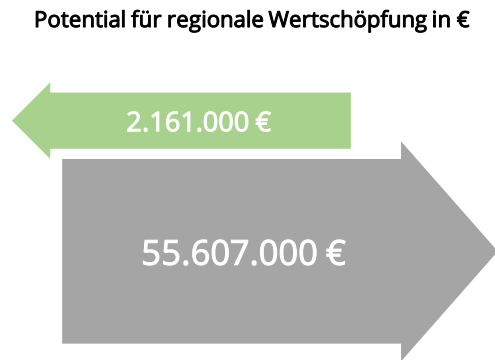 Potential für regionale Wertschöpfung in €
2.161.000 €
55.607.000 €